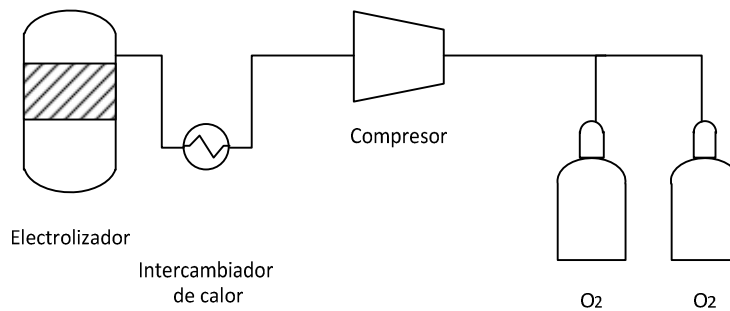 Compresor
Electrolizador
Intercambiador
de calor
O2
O2